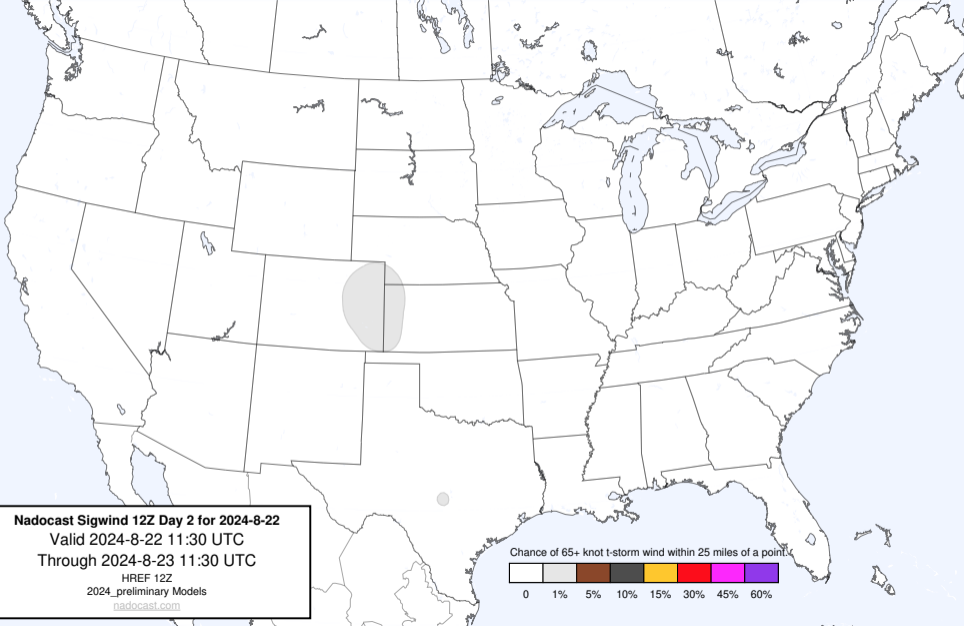 Nadocast Sigwind 12Z Day 2 for 2024-8-22
Valid 2024-8-22 11:30 UTC
Through 2024-8-23 11:30 UTC
HREF 12Z
2024_preliminary Models
nadocast.com
Chance of 65+ knot t-storm wind within 25 miles of a point.
0 1% 5% 10% 15% 30% 45% 60%